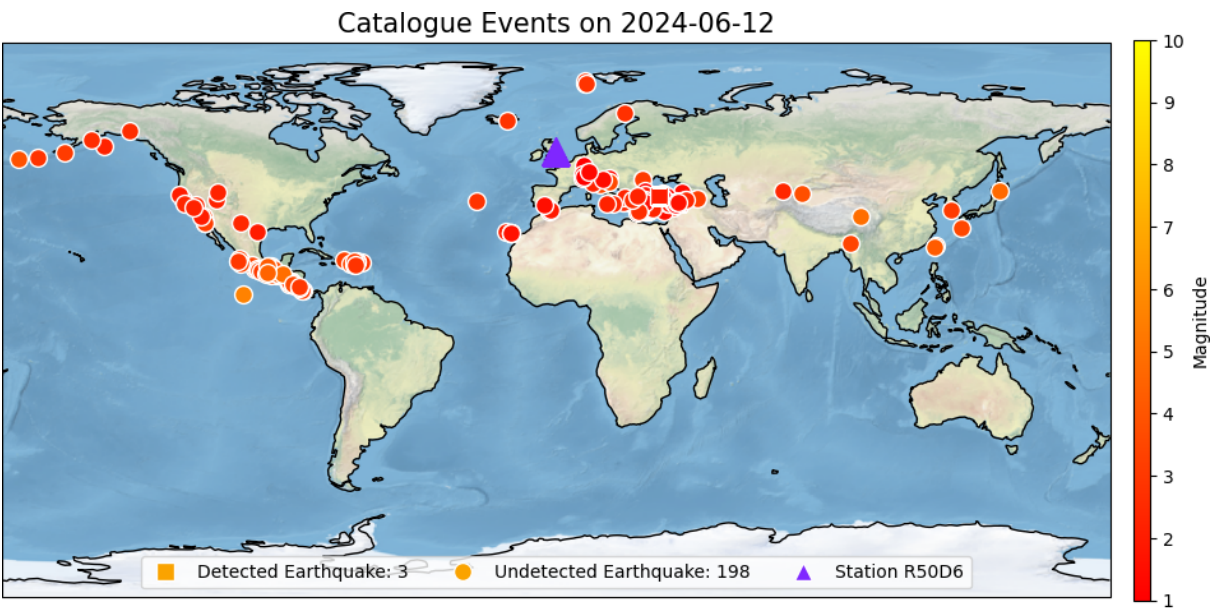 Catalogue Events on 2024-06-12
10
9
8
7
6
5
4
3
2
1
Magnitude
Detected Earthquake: 3
Undetected Earthquake: 198
Station R50D6